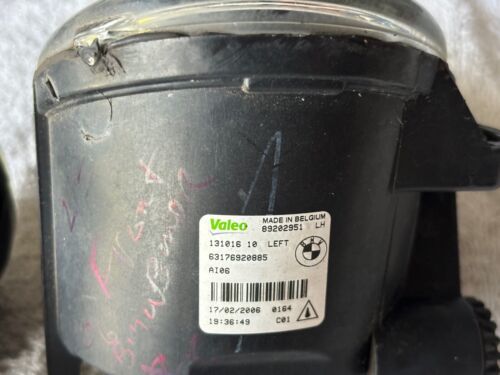 Valeo MADE IN BELGIUM
89202951 LH
131016 10 LEFT
63176920885
BMW
AI06
17/02/2006 0164
19:36:49 C01